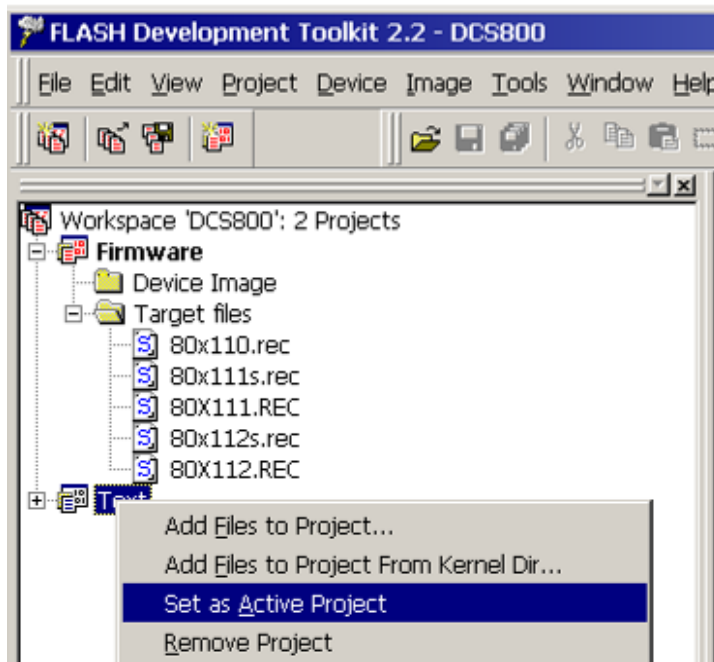 FLASH Development Toolkit 2.2 - DCS800
File Edit View Project Device Image Tools Window Help
Workspace 'DCS800': 2 Projects
Firmware
Device Image
Target files
80x110.rec
80x111s.rec
80X111.REC
80x112s.rec
80X112.REC
Text
Add Files to Project...
Add Files to Project From Kernel Dir...
Set as Active Project
Remove Project